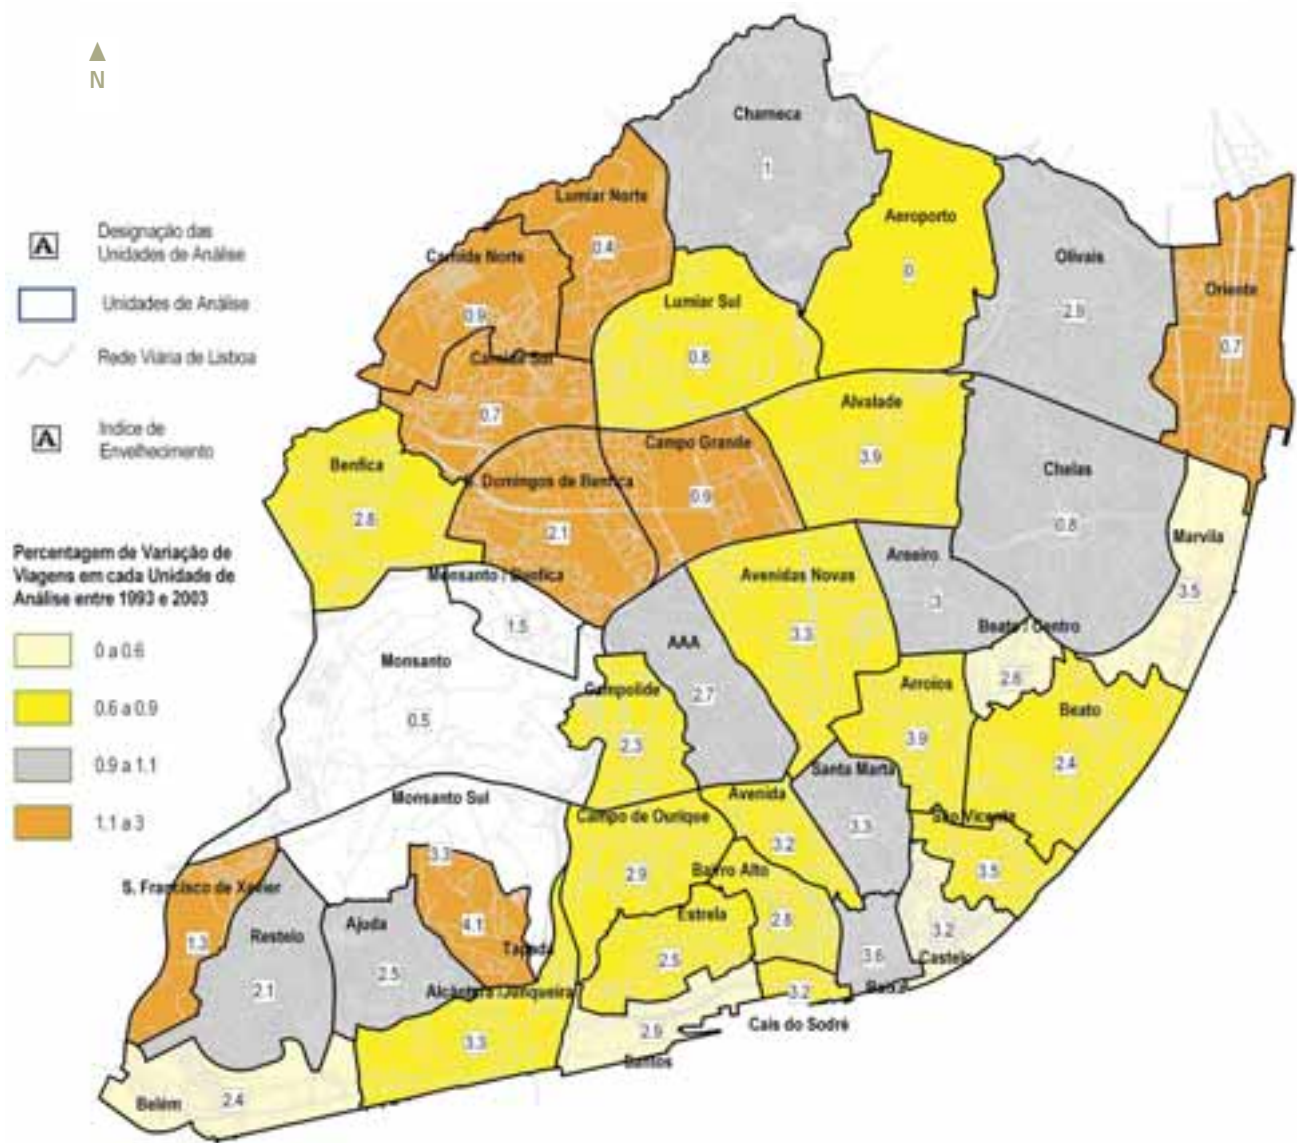 N
Designação das
Unidades de Análise
Unidades de Análise
Rede Viária de Lisboa
Indice de
Envelhecimento
Percentagem de Variação de
Viagens em cada Unidade de
Análise entre 1993 e 2003
0 a 0.6
0.6 a 0.9
0.9 a 1.1
1.1 a 3
Charneca
1
Lumiar Norte
0.4
Aeroporto
0
Carnide Norte
0.9
Olivais
2.9
Oriente
0.7
Lumiar Sul
0.8
Carnide Sul
0.7
Alvalade
3.9
Campo Grande
0.9
Benfica
2.8
S. Domingos de Benfica
2.1
Chelas
0.8
Marvila
3.5
Areeiro
3
Monsanto / Benfica
1.5
Avenidas Novas
3.3
Beato / Centro
2.6
AAA
2.7
Monsanto
0.5
Campolide
2.3
Arroios
3.9
Beato
2.4
Santa Marta
3.3
Avenida
3.2
Monsanto Sul
3.3
Campo de Ourique
2.9
São Vicente
3.5
Bairro Alto
2.8
S. Francisco de Xavier
1.3
Restelo
2.1
Ajuda
2.5
4.1
Tapada
Estrela
2.5
3.2
Castelo
3.6
Baixa
Alcântara /Junqueira
3.3
3.2
Cais do Sodré
2.9
Santos
Belém
2.4